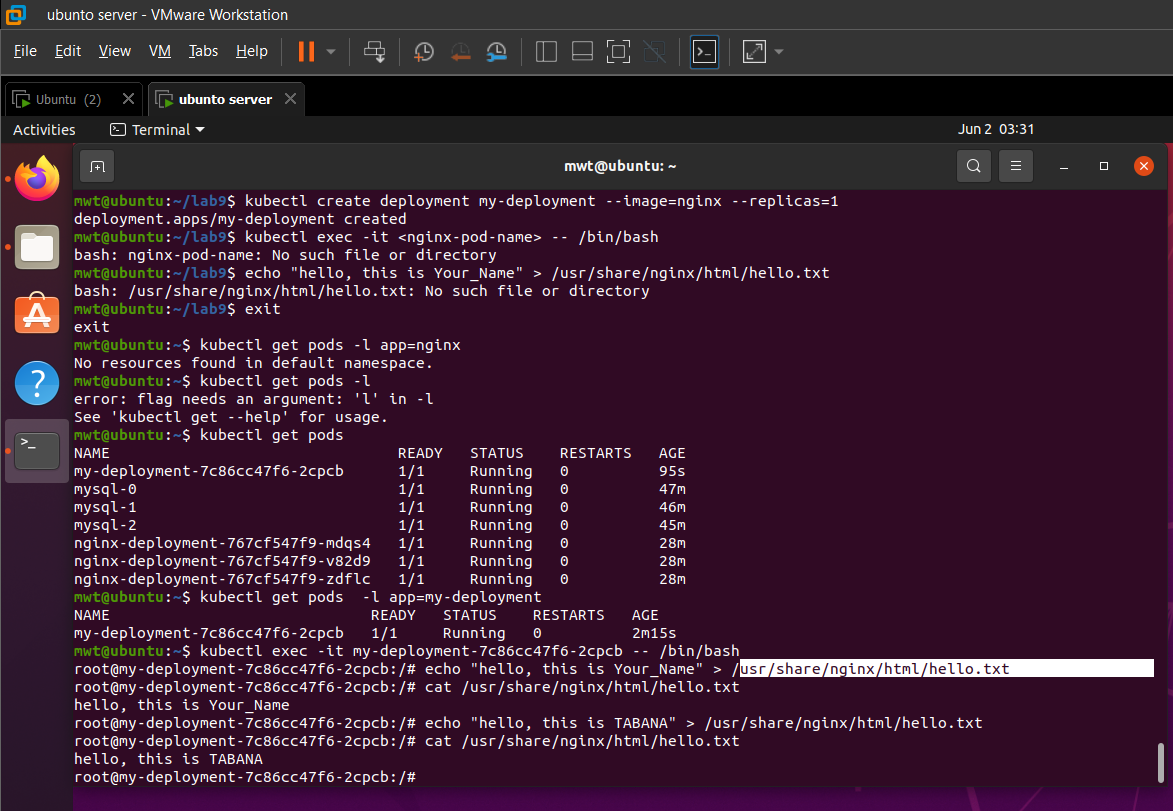 ubunto server - VMware Workstation
File Edit View VM Tabs Help
Ubuntu (2)
ubunto server
Activities
Terminal
Jun 2 03:31
mwt@ubuntu: ~
mwt@ubuntu:~/lab9$ kubectl create deployment my-deployment --image=nginx --replicas=1
deployment.apps/my-deployment created
mwt@ubuntu:~/lab9$ kubectl exec -it <nginx-pod-name> -- /bin/bash
bash: nginx-pod-name: No such file or directory
mwt@ubuntu:~/lab9$ echo "hello, this is Your_Name" > /usr/share/nginx/html/hello.txt
bash: /usr/share/nginx/html/hello.txt: No such file or directory
mwt@ubuntu:~/lab9$ exit
exit
mwt@ubuntu:~$ kubectl get pods -l app=nginx
No resources found in default namespace.
mwt@ubuntu:~$ kubectl get pods -l
error: flag needs an argument: 'l' in -l
See 'kubectl get --help' for usage.
mwt@ubuntu:~$ kubectl get pods
NAME READY STATUS RESTARTS AGE
my-deployment-7c86cc47f6-2cpcb 1/1 Running 0 95s
mysql-0 1/1 Running 0 47m
mysql-1 1/1 Running 0 46m
mysql-2 1/1 Running 0 45m
nginx-deployment-767cf547f9-mdqs4 1/1 Running 0 28m
nginx-deployment-767cf547f9-v82d9 1/1 Running 0 28m
nginx-deployment-767cf547f9-zdflc 1/1 Running 0 28m
mwt@ubuntu:~$ kubectl get pods  -l app=my-deployment
NAME READY STATUS RESTARTS AGE
my-deployment-7c86cc47f6-2cpcb 1/1 Running 0 2m15s
mwt@ubuntu:~$ kubectl exec -it my-deployment-7c86cc47f6-2cpcb -- /bin/bash
root@my-deployment-7c86cc47f6-2cpcb:/# echo "hello, this is Your_Name" > /usr/share/nginx/html/hello.txt
root@my-deployment-7c86cc47f6-2cpcb:/# cat /usr/share/nginx/html/hello.txt
hello, this is Your_Name
root@my-deployment-7c86cc47f6-2cpcb:/# echo "hello, this is TABANA" > /usr/share/nginx/html/hello.txt
root@my-deployment-7c86cc47f6-2cpcb:/# cat /usr/share/nginx/html/hello.txt
hello, this is TABANA
root@my-deployment-7c86cc47f6-2cpcb:/#